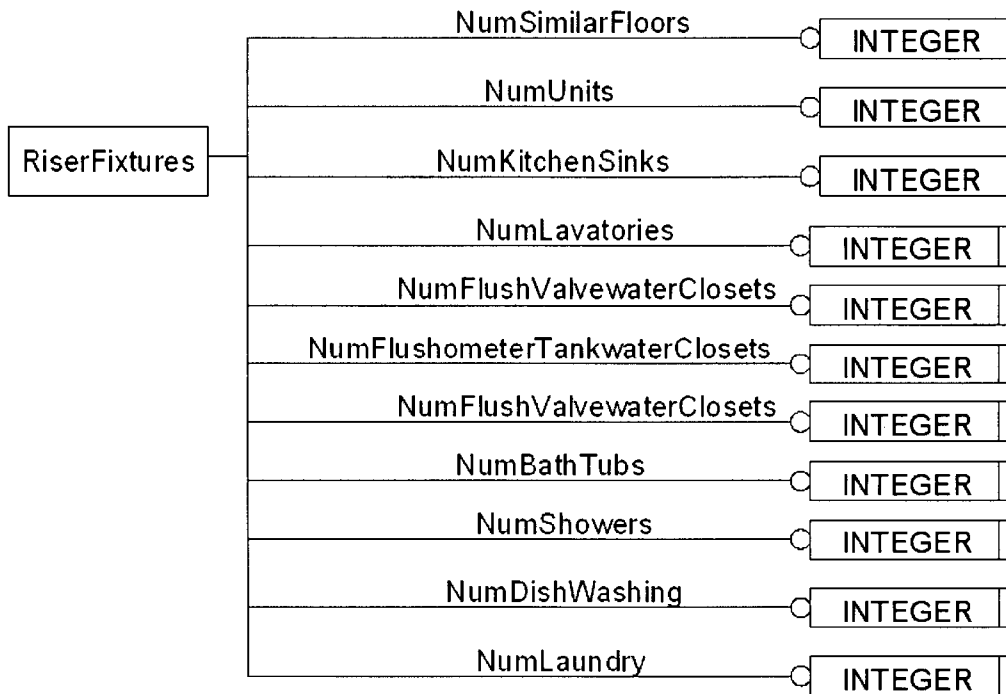 NumSimilarFloors
INTEGER
NumUnits
INTEGER
RiserFixtures
NumKitchenSinks
INTEGER
NumLavatories
INTEGER
NumFlushValvewaterClosets
INTEGER
NumFlushometerTankwaterClosets
INTEGER
NumFlushValvewaterClosets
INTEGER
NumBathTubs
INTEGER
NumShowers
INTEGER
NumDishWashing
INTEGER
NumLaundry
INTEGER